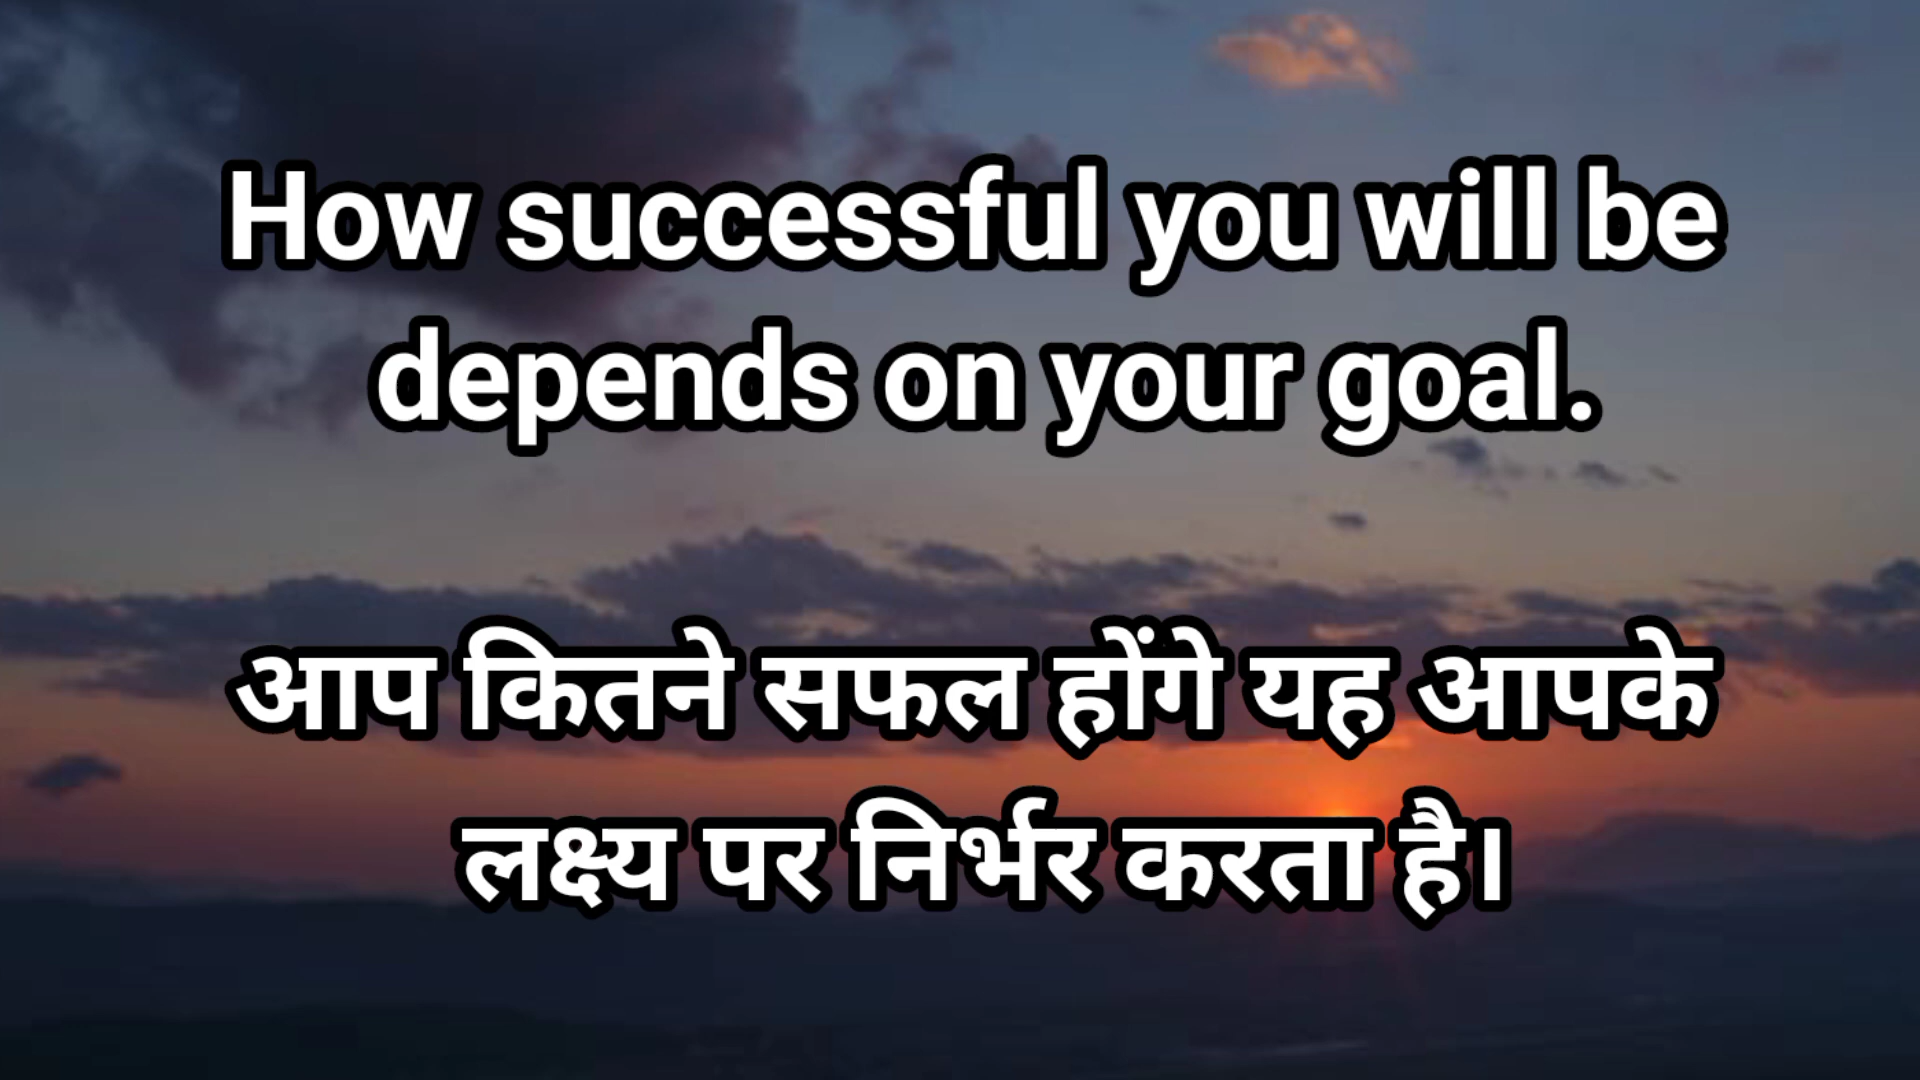 How successful you will be
depends on your goal.
आप कितने सफल होंगे यह आपके
लक्ष्य पर निर्भर करता है।